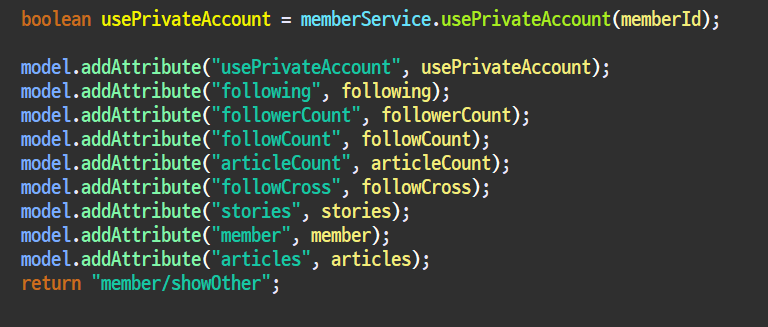 boolean usePrivateAccount = memberService.usePrivateAccount(memberId);
model.addAttribute("usePrivateAccount", usePrivateAccount);
model.addAttribute("following", following);
model.addAttribute("followerCount", followerCount);
model.addAttribute("followCount", followCount);
model.addAttribute("articleCount", articleCount);
model.addAttribute("followCross", followCross);
model.addAttribute("stories", stories);
model.addAttribute("member", member);
model.addAttribute("articles", articles);
return "member/showOther";